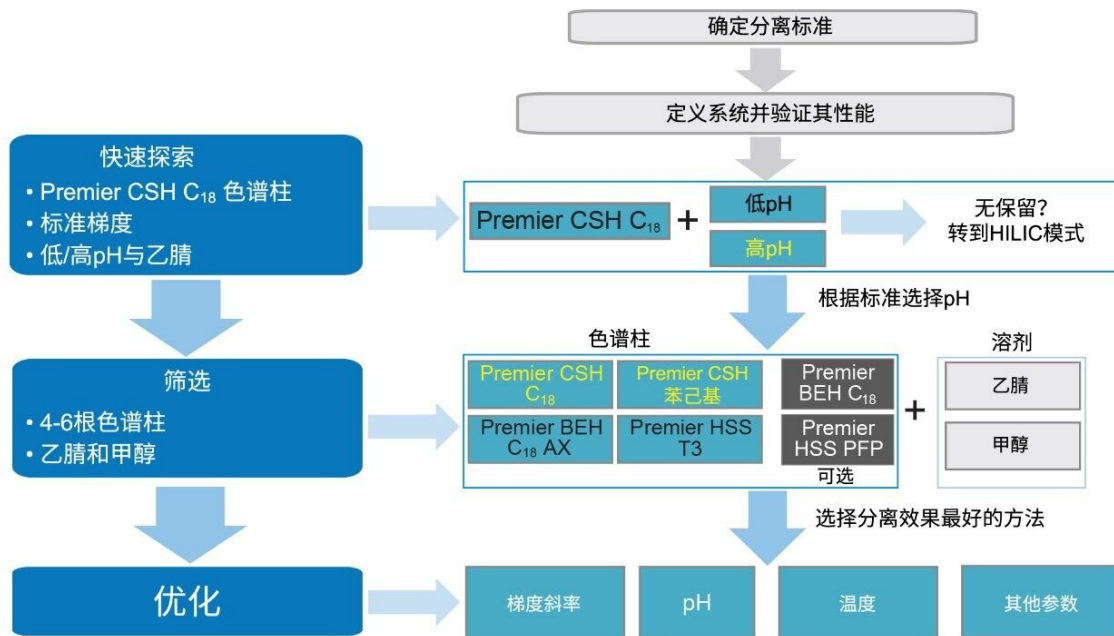 确定分离标准
定义系统并验证其性能
快速探索
• Premier CSH C₁₈ 色谱柱
• 标准梯度
• 低/高pH与乙腈
Premier CSH C₁₈
+
低pH
高pH
无保留?
转到HILIC模式
根据标准选择pH
筛选
• 4-6根色谱柱
• 乙腈和甲醇
色谱柱
Premier CSH
C₁₈
Premier CSH
苯己基
Premier
BEH C₁₈
Premier BEH
C₁₈ AX
Premier HSS
T3
Premier
HSS PFP
可选
+
溶剂
乙腈
甲醇
选择分离效果最好的方法
优化
梯度斜率
pH
温度
其他参数